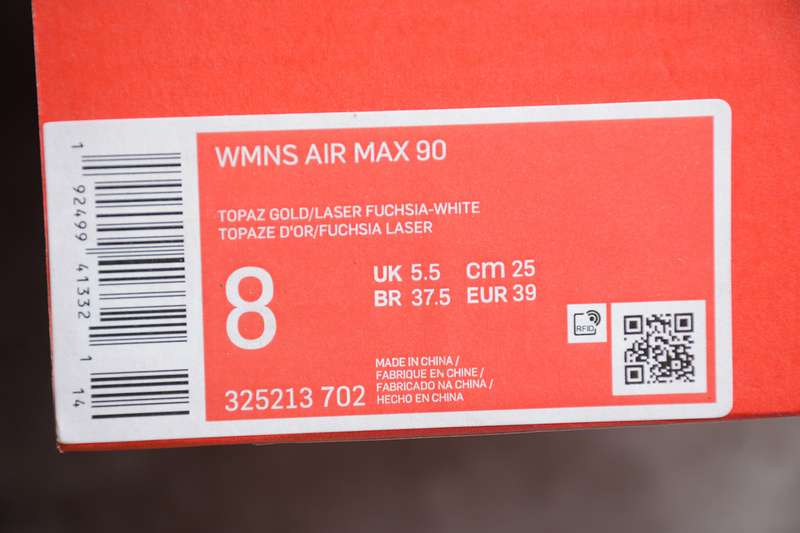 WMNS AIR MAX 90
TOPAZ GOLD/LASER FUCHSIA-WHITE
TOPAZE D'OR/FUCHSIA LASER
8
UK 5.5 cm 25
BR 37.5 EUR 39
RFID
325213 702
MADE IN CHINA /
FABRIQUE EN CHINE /
FABRICADO NA CHINA /
HECHO EN CHINA
1 92499 41332 1 14